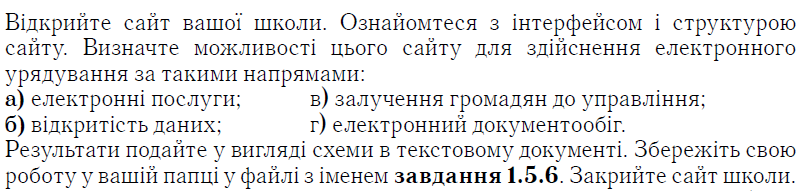 Відкрийте сайт вашої школи. Ознайомтеся з інтерфейсом і структурою
сайту. Визначте можливості цього сайту для здійснення електронного
урядування за такими напрямами:
а) електронні послуги; в) залучення громадян до управління;
б) відкритість даних; г) електронний документообіг.
Результати подайте у вигляді схеми в текстовому документі. Збережіть свою
роботу у вашій папці у файлі з іменем завдання 1.5.6. Закрийте сайт школи.